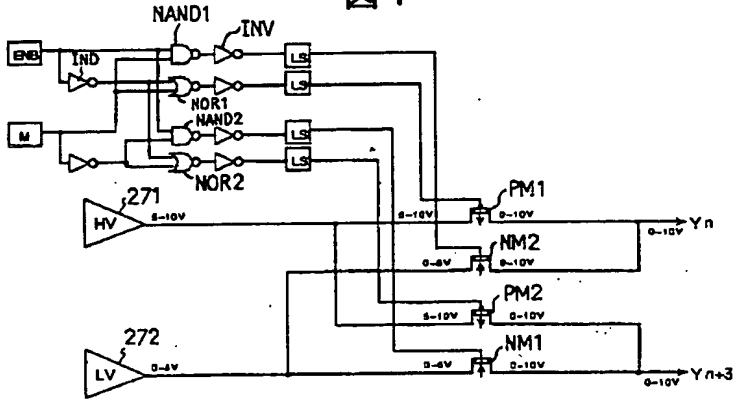 図 4
NAND1
INV
ENB
IND
LS
NOR1
LS
M
NAND2
LS
NOR2
LS
271
HV
5-10V
5-10V
PM1
0-10V
Yn
0-10V
NM2
0-5V
0-10V
PM2
5-10V
0-10V
272
LV
0-5V
NM1
0-5V
0-10V
Yn+3
0-10V